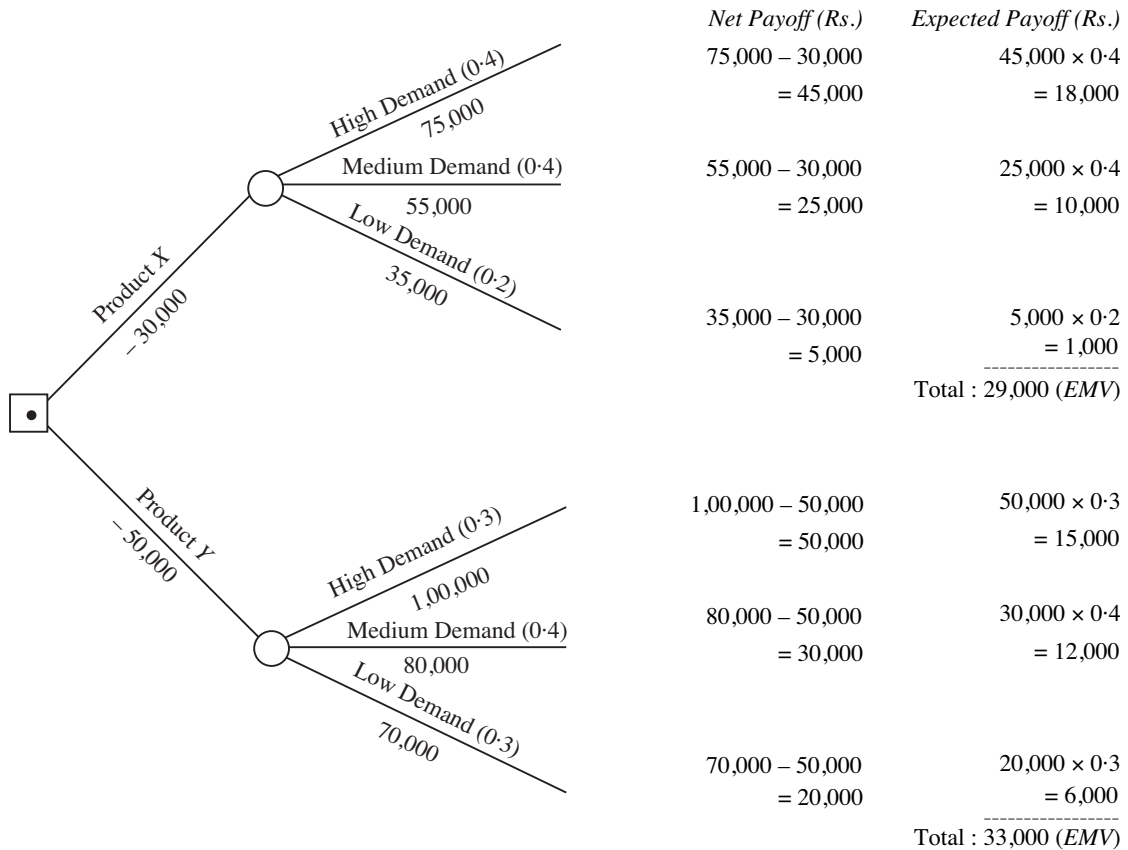 Net Payoff (Rs.) Expected Payoff (Rs.)
High Demand (0·4)
75,000
75,000 – 30,000 45,000 × 0·4
= 45,000 = 18,000
Medium Demand (0·4)
55,000
55,000 – 30,000 25,000 × 0·4
= 25,000 = 10,000
Low Demand (0·2)
35,000
Product X
– 30,000
35,000 – 30,000 5,000 × 0·2
= 5,000 = 1,000
Total : 29,000 (EMV)
Product Y
– 50,000
High Demand (0·3)
1,00,000
1,00,000 – 50,000 50,000 × 0·3
= 50,000 = 15,000
Medium Demand (0·4)
80,000
80,000 – 50,000 30,000 × 0·4
= 30,000 = 12,000
Low Demand (0·3)
70,000
70,000 – 50,000 20,000 × 0·3
= 20,000 = 6,000
Total : 33,000 (EMV)